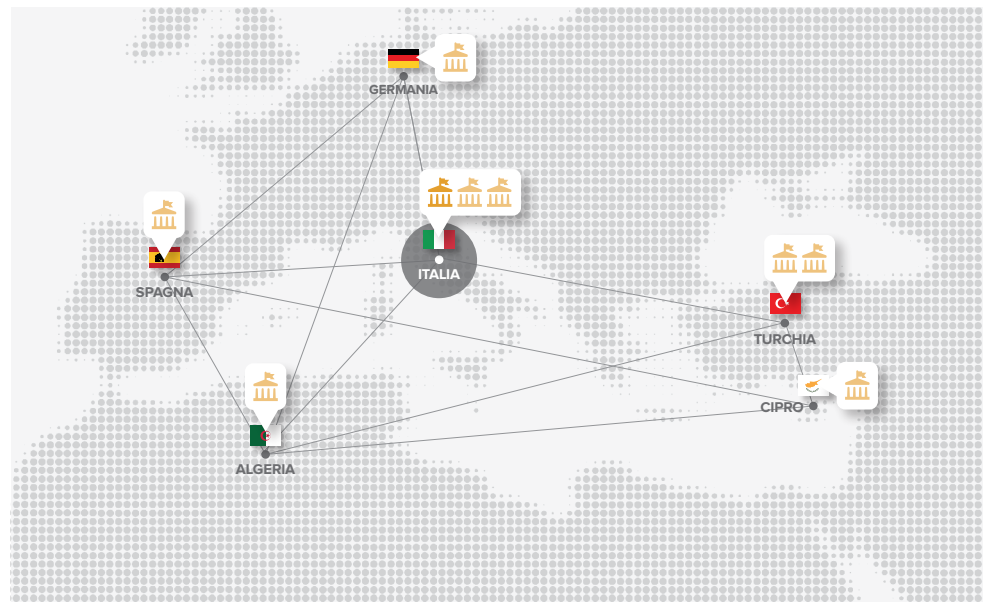 GERMANIA
ITALIA
SPAGNA
TURCHIA
CIPRO
ALGERIA